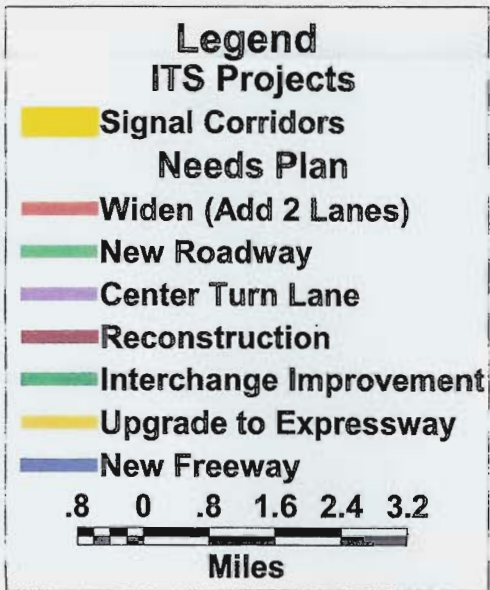 Legend
ITS Projects
Signal Corridors
Needs Plan
Widen (Add 2 Lanes)
New Roadway
Center Turn Lane
Reconstruction
Interchange Improvement
Upgrade to Expressway
New Freeway
.8 0 .8 1.6 2.4 3.2
Miles